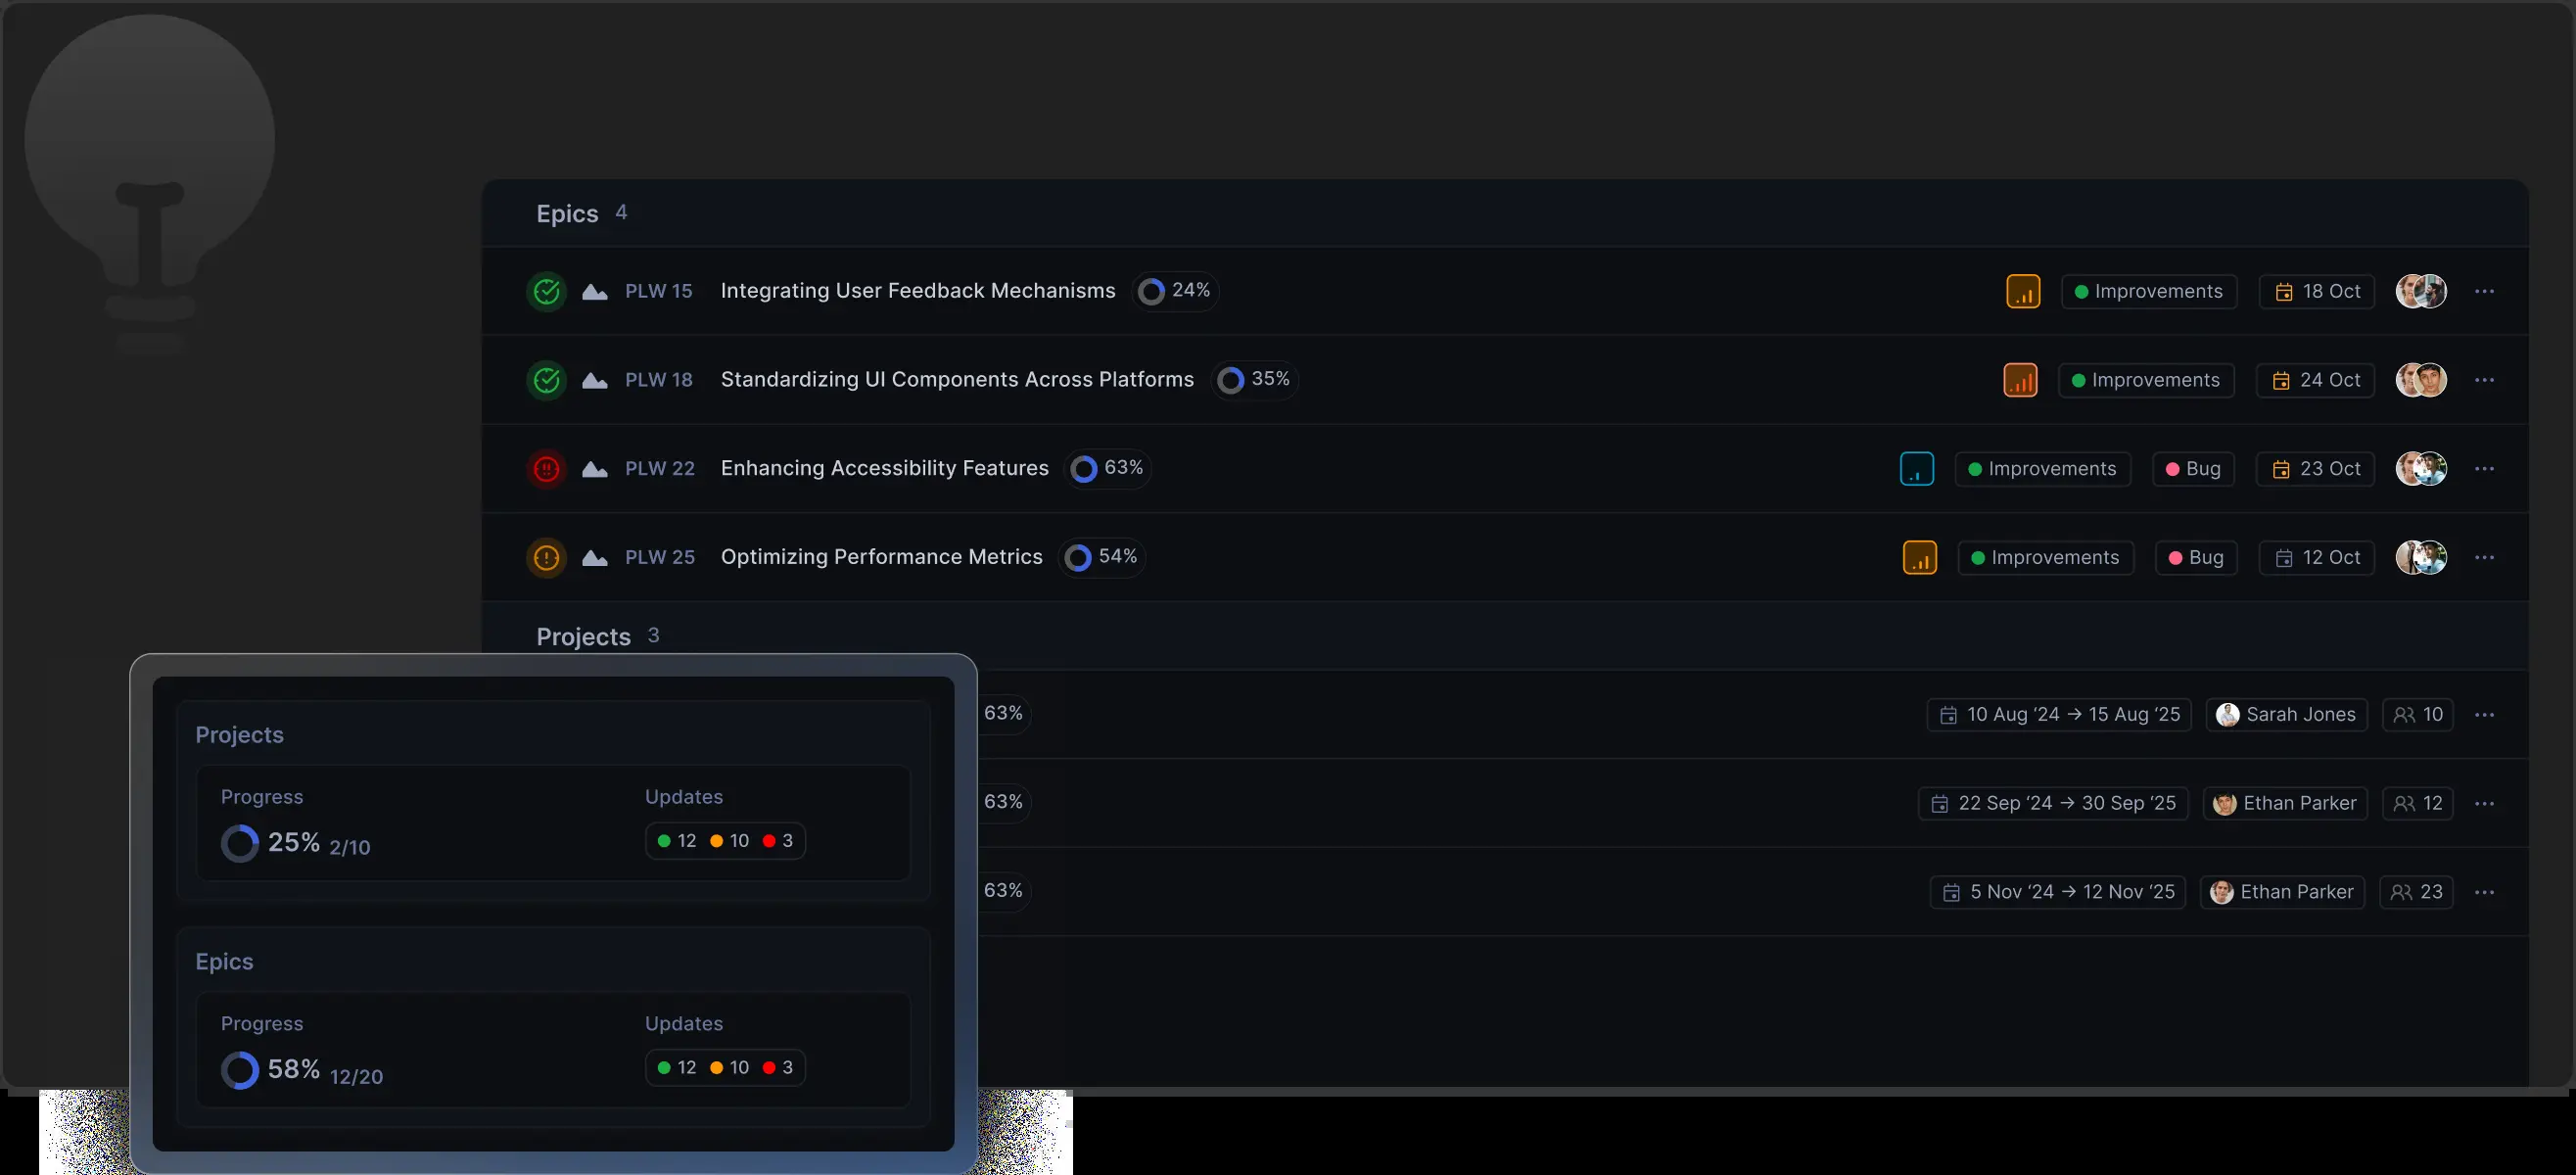 Epics 4
PLW 15 Integrating User Feedback Mechanisms 24% Improvements 18 Oct
PLW 18 Standardizing UI Components Across Platforms 35% Improvements 24 Oct
PLW 22 Enhancing Accessibility Features 63% Improvements Bug 23 Oct
PLW 25 Optimizing Performance Metrics 54% Improvements Bug 12 Oct
Projects 3
63% 10 Aug ‘24 → 15 Aug ‘25 Sarah Jones 10
63% 22 Sep ‘24 → 30 Sep ‘25 Ethan Parker 12
63% 5 Nov ‘24 → 12 Nov ‘25 Ethan Parker 23
Projects
Progress Updates
25% 2/10 12 10 3
Epics
Progress Updates
58% 12/20 12 10 3